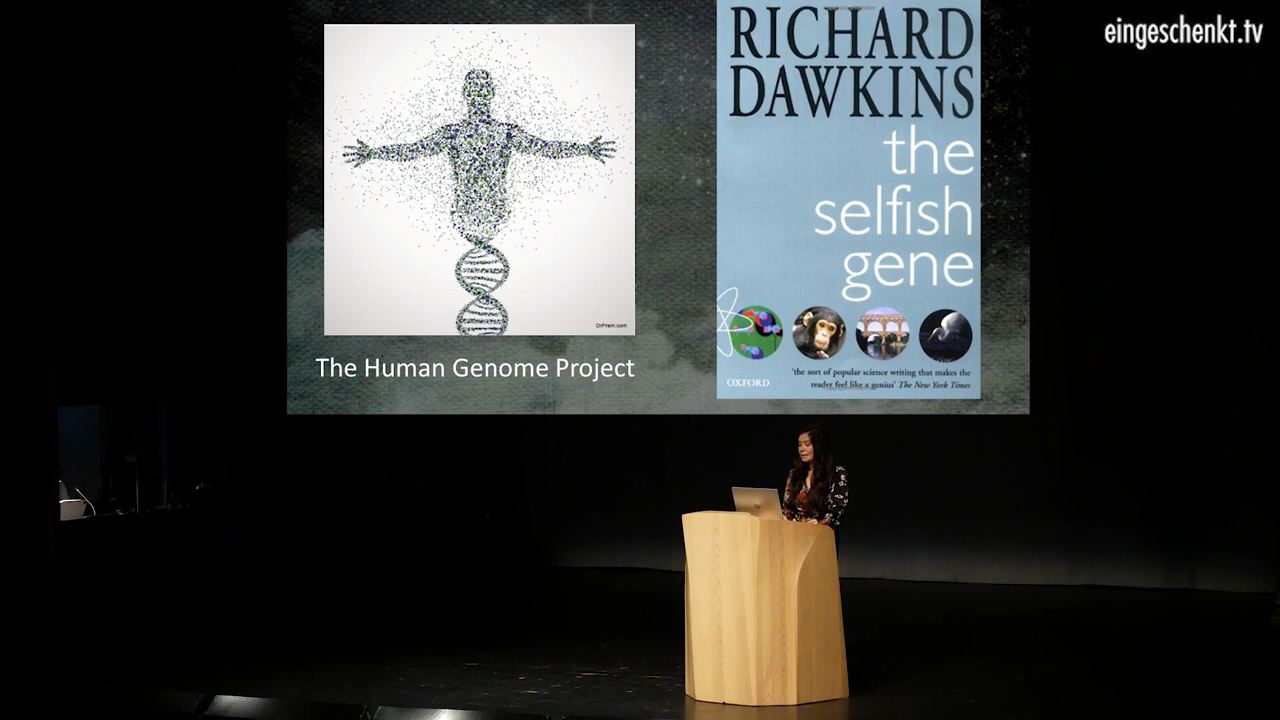 eingeschenkt.tv
DrPrem.com
The Human Genome Project
RICHARD
DAWKINS
the
selfish
gene
'the sort of popular science writing that makes the
reader feel like a genius' The New York Times
OXFORD